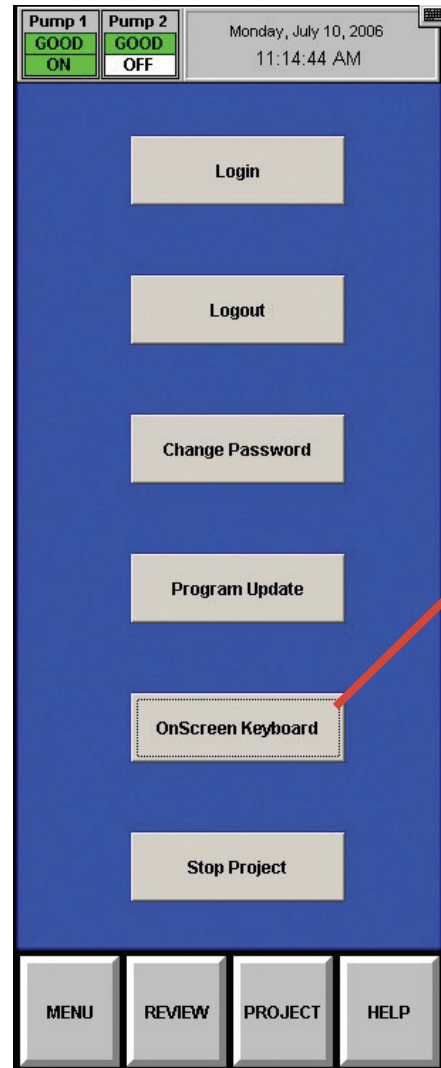 Pump 1 Pump 2 Monday, July 10, 2006
GOOD GOOD 11:14:44 AM
ON OFF
Login
Logout
Change Password
Program Update
OnScreen Keyboard
Stop Project
MENU REVIEW PROJECT HELP